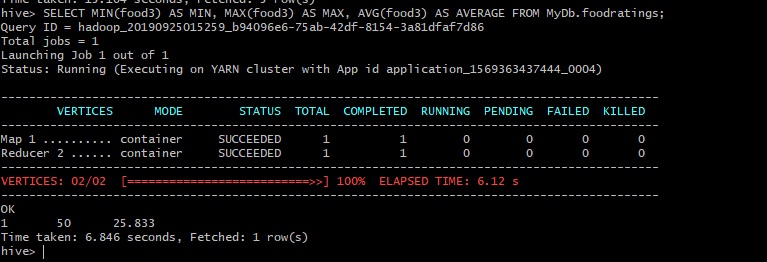 Time taken: 15.104 seconds, Fetched: 5 row(s)
hive> SELECT MIN(food3) AS MIN, MAX(food3) AS MAX, AVG(food3) AS AVERAGE FROM MyDb.foodratings;
Query ID = hadoop_20190925015259_b94096e6-75ab-42df-8154-3a81dfaf7d86
Total jobs = 1
Launching Job 1 out of 1
Status: Running (Executing on YARN cluster with App id application_1569363437444_0004)
----------------------------------------------------------------------------------------------
VERTICES MODE STATUS TOTAL COMPLETED RUNNING PENDING FAILED KILLED
----------------------------------------------------------------------------------------------
Map 1 .......... container SUCCEEDED 1 1 0 0 0 0
Reducer 2 ...... container SUCCEEDED 1 1 0 0 0 0
----------------------------------------------------------------------------------------------
VERTICES: 02/02 [==========================>>] 100% ELAPSED TIME: 6.12 s
----------------------------------------------------------------------------------------------
OK
1 50 25.833
Time taken: 6.846 seconds, Fetched: 1 row(s)
hive>